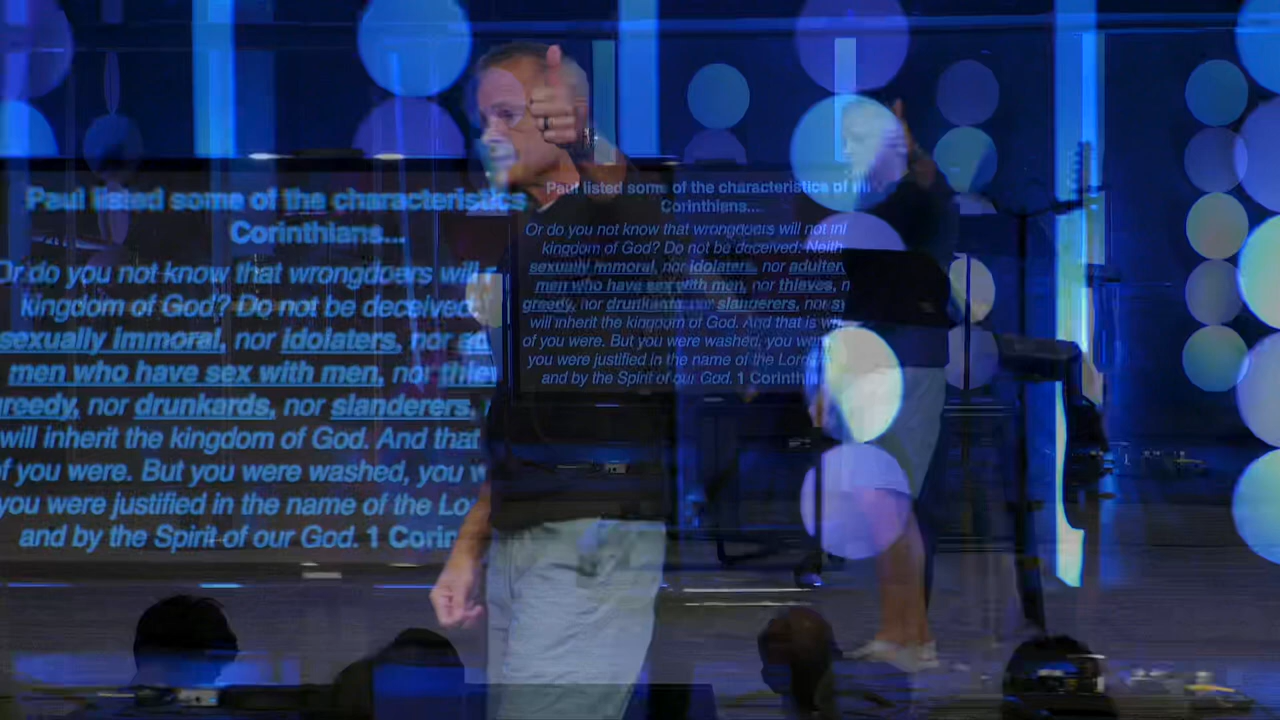 Paul listed some of the characteristics
Corinthians...
Or do you not know that wrongdoers will
kingdom of God? Do not be deceived
sexually immoral, nor idolaters, nor
men who have sex with men, nor
greedy, nor drunkards, nor slanderers,
will inherit the kingdom of God. And that
of you were. But you were washed, you
you were justified in the name of the
and by the Spirit of our God. 1
Paul listed some of the characteristics of
Corinthians...
Or do you not know that wrongdoers will not
kingdom of God? Do not be deceived: Neith
sexually immoral, nor idolaters, nor adulter
men who have sex with men, nor thieves, n
greedy, nor drunkards nor slanderers, nor
will inherit the kingdom of God. And that is
of you were. But you were washed, you
you were justified in the name of the Lord
and by the Spirit of our God. 1